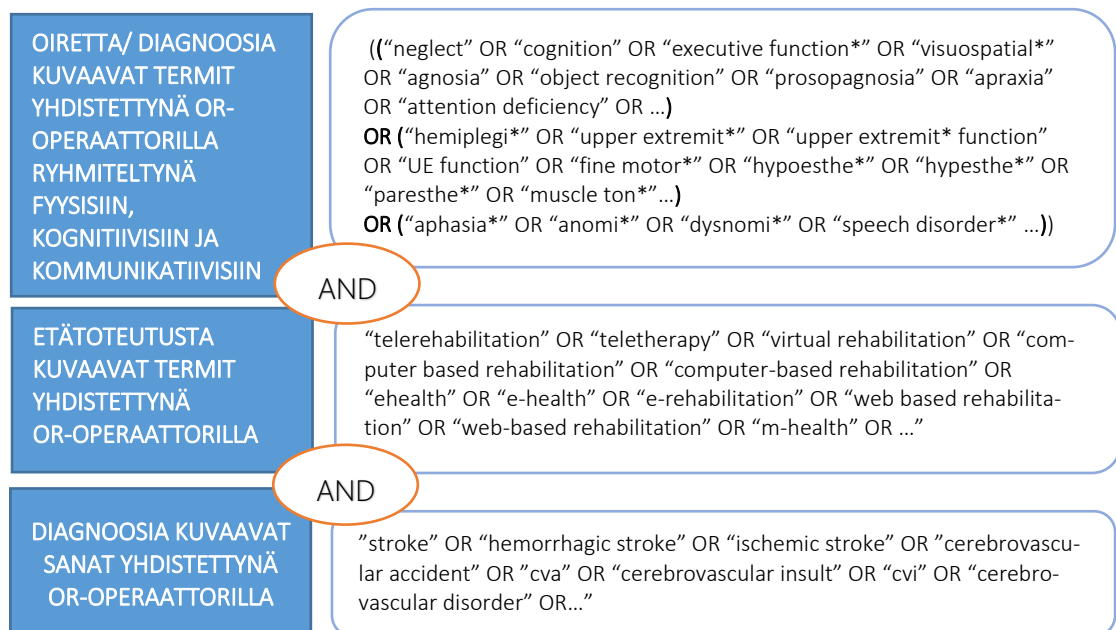 OIRETTA/ DIAGNOOSIA
KUVAAVAT TERMIT
YHDISTETTYNÄ OR-
OPERAATTORILLA
RYHMITELTYNÄ
FYYSISIIN,
KOGNITIIVISIIN JA
KOMMUNIKATIIVISIIN
((“neglect” OR “cognition” OR “executive function*” OR “visuospatial*”
OR “agnosia” OR “object recognition” OR “prosopagnosia” OR “apraxia”
OR “attention deficiency” OR …)
OR (“hemiplegi*” OR “upper extremit*” OR “upper extremit* function”
OR “UE function” OR “fine motor*” OR “hypoesthe*” OR “hypesthe*” OR
“paresthe*” OR “muscle ton*”…)
OR (“aphasia*” OR “anomi*” OR “dysnomi*” OR “speech disorder*” …))
AND
ETÄTOTEUTUSTA
KUVAAVAT TERMIT
YHDISTETTYNÄ
OR-OPERAATTORILLA
“telerehabilitation” OR “teletherapy” OR “virtual rehabilitation” OR “com-
puter based rehabilitation” OR “computer-based rehabilitation” OR
“ehealth” OR “e-health” OR “e-rehabilitation” OR “web based rehabilita-
tion” OR “web-based rehabilitation” OR “m-health” OR …”
AND
DIAGNOOSIA KUVAAVAT
SANAT YHDISTETTYNÄ
OR-OPERAATTORILLA
”stroke” OR “hemorrhagic stroke” OR “ischemic stroke” OR ”cerebrovascu-
lar accident” OR ”cva” OR “cerebrovascular insult” OR “cvi” OR “cerebro-
vascular disorder” OR…”